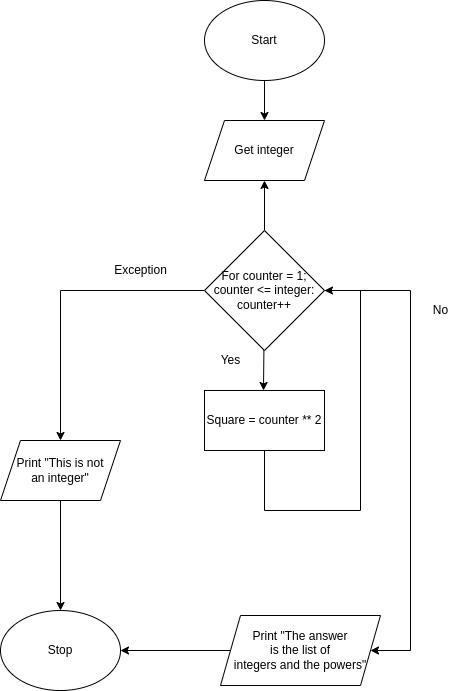 Start
Get integer
For counter = 1;
counter <= integer:
counter++
Exception
No
Yes
Square = counter ** 2
Print "This is not
an integer"
Stop
Print "The answer
is the list of
integers and the powers"